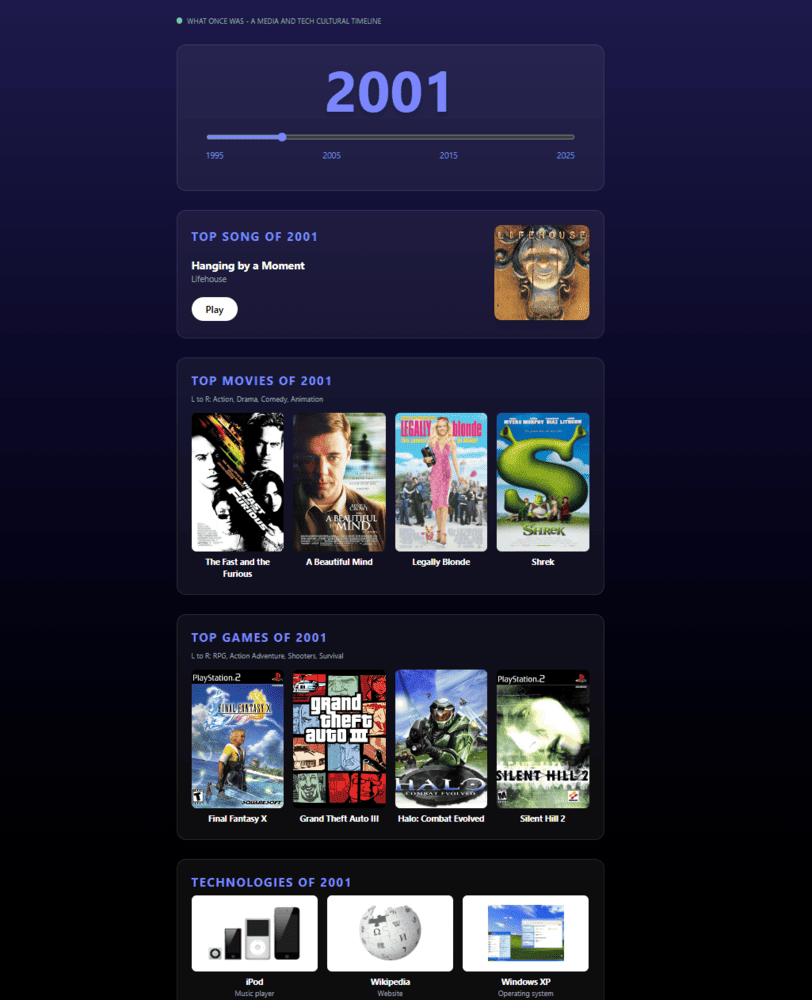 WHAT ONCE WAS - A MEDIA AND TECH CULTURAL TIMELINE
2001
1995 2005 2015 2025
TOP SONG OF 2001
Hanging by a Moment
Lifehouse
Play
LIFEHOUSE
TOP MOVIES OF 2001
L to R: Action, Drama, Comedy, Animation
THE FAST AND THE FURIOUS
A BEAUTIFUL MIND
LEGALLY blonde
MYERS MURPHY DIAZ LITHGOW
S
SHREK
The Fast and the
Furious
A Beautiful Mind
Legally Blonde
Shrek
TOP GAMES OF 2001
L to R: RPG, Action Adventure, Shooters, Survival
PlayStation.2
FINAL FANTASY X
T
SQUARESOFT
grand
theft
auto III
HALO
COMBAT EVOLVED
PlayStation.2
SILENT HILL 2
M
KONAMI
Final Fantasy X
Grand Theft Auto III
Halo: Combat Evolved
Silent Hill 2
TECHNOLOGIES OF 2001
Ω W И
iPod
Music player
Wikipedia
Website
Windows XP
Operating system